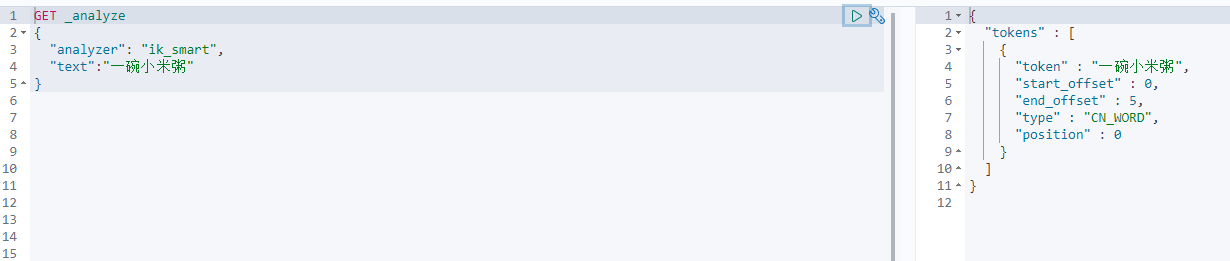 1 GET _analyze
2 {
3 "analyzer": "ik_smart",
4 "text":"一碗小米粥"
5 }
6
7
8
9
10
11
12
13
14
15
1 {
2 "tokens" : [
3 {
4 "token" : "一碗小米粥",
5 "start_offset" : 0,
6 "end_offset" : 5,
7 "type" : "CN_WORD",
8 "position" : 0
9 }
10 ]
11 }
12